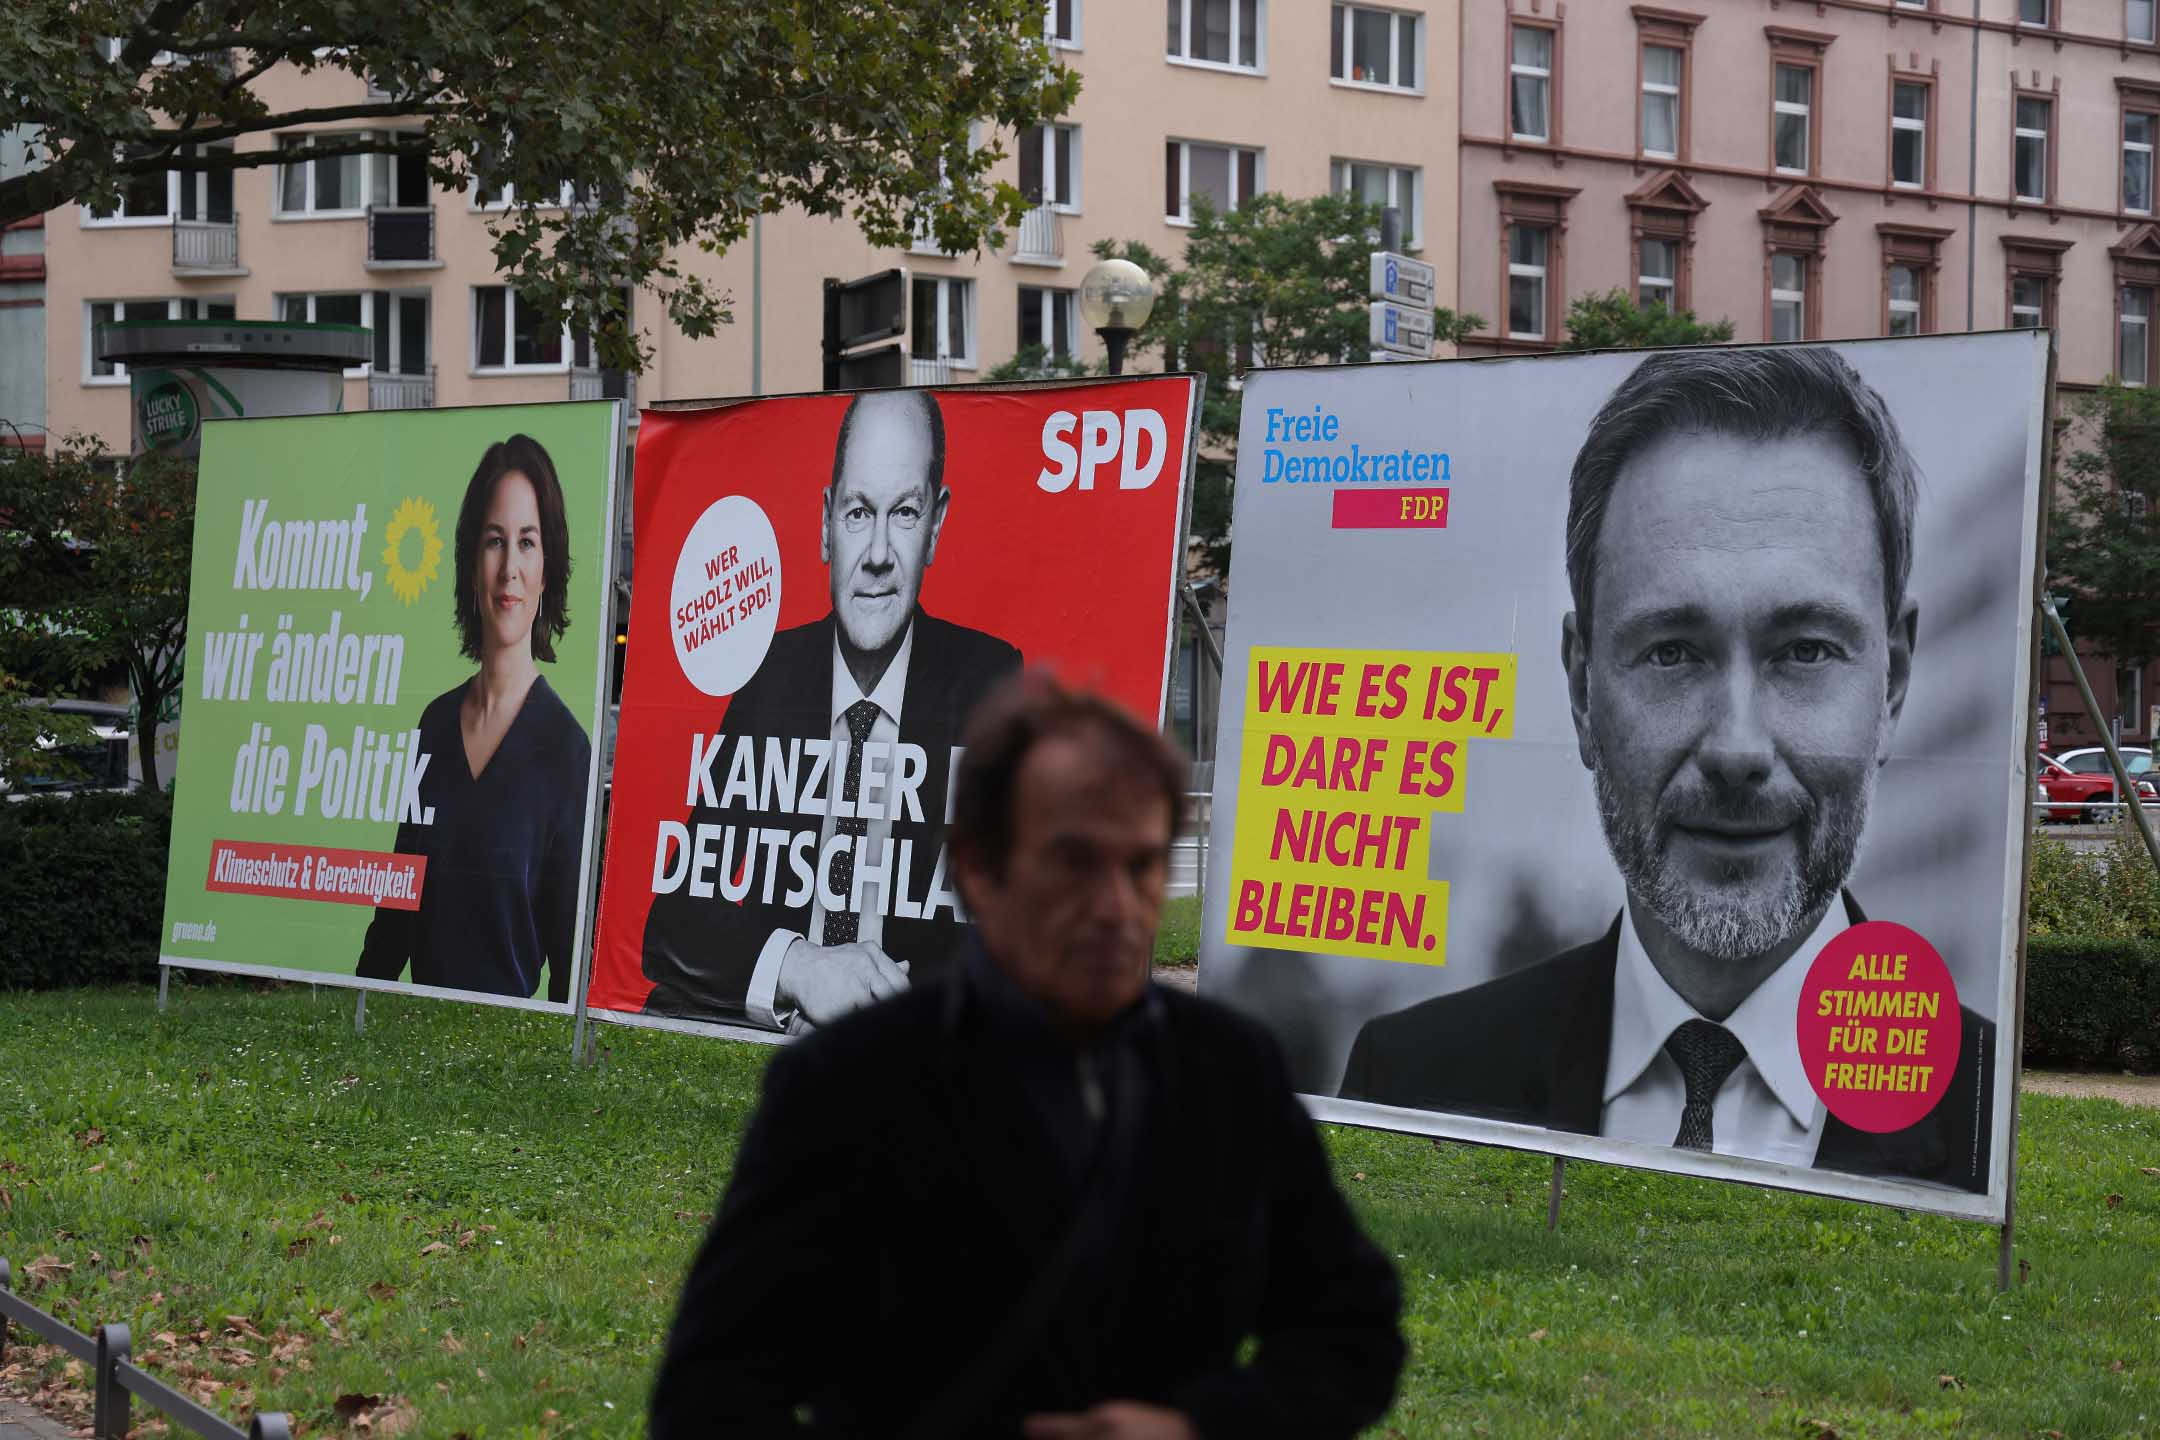 LUCKY
STRIKE
Kommt,
wir ändern
die Politik.
Klimaschutz & Gerechtigkeit.
gruene.de
SPD
WER
SCHOLZ WILL,
WÄHLT SPD!
KANZLER
DEUTSCHLA
Freie
Demokraten
FDP
WIE ES IST,
DARF ES
NICHT
BLEIBEN.
ALLE
STIMMEN
FÜR DIE
FREIHEIT
P
M